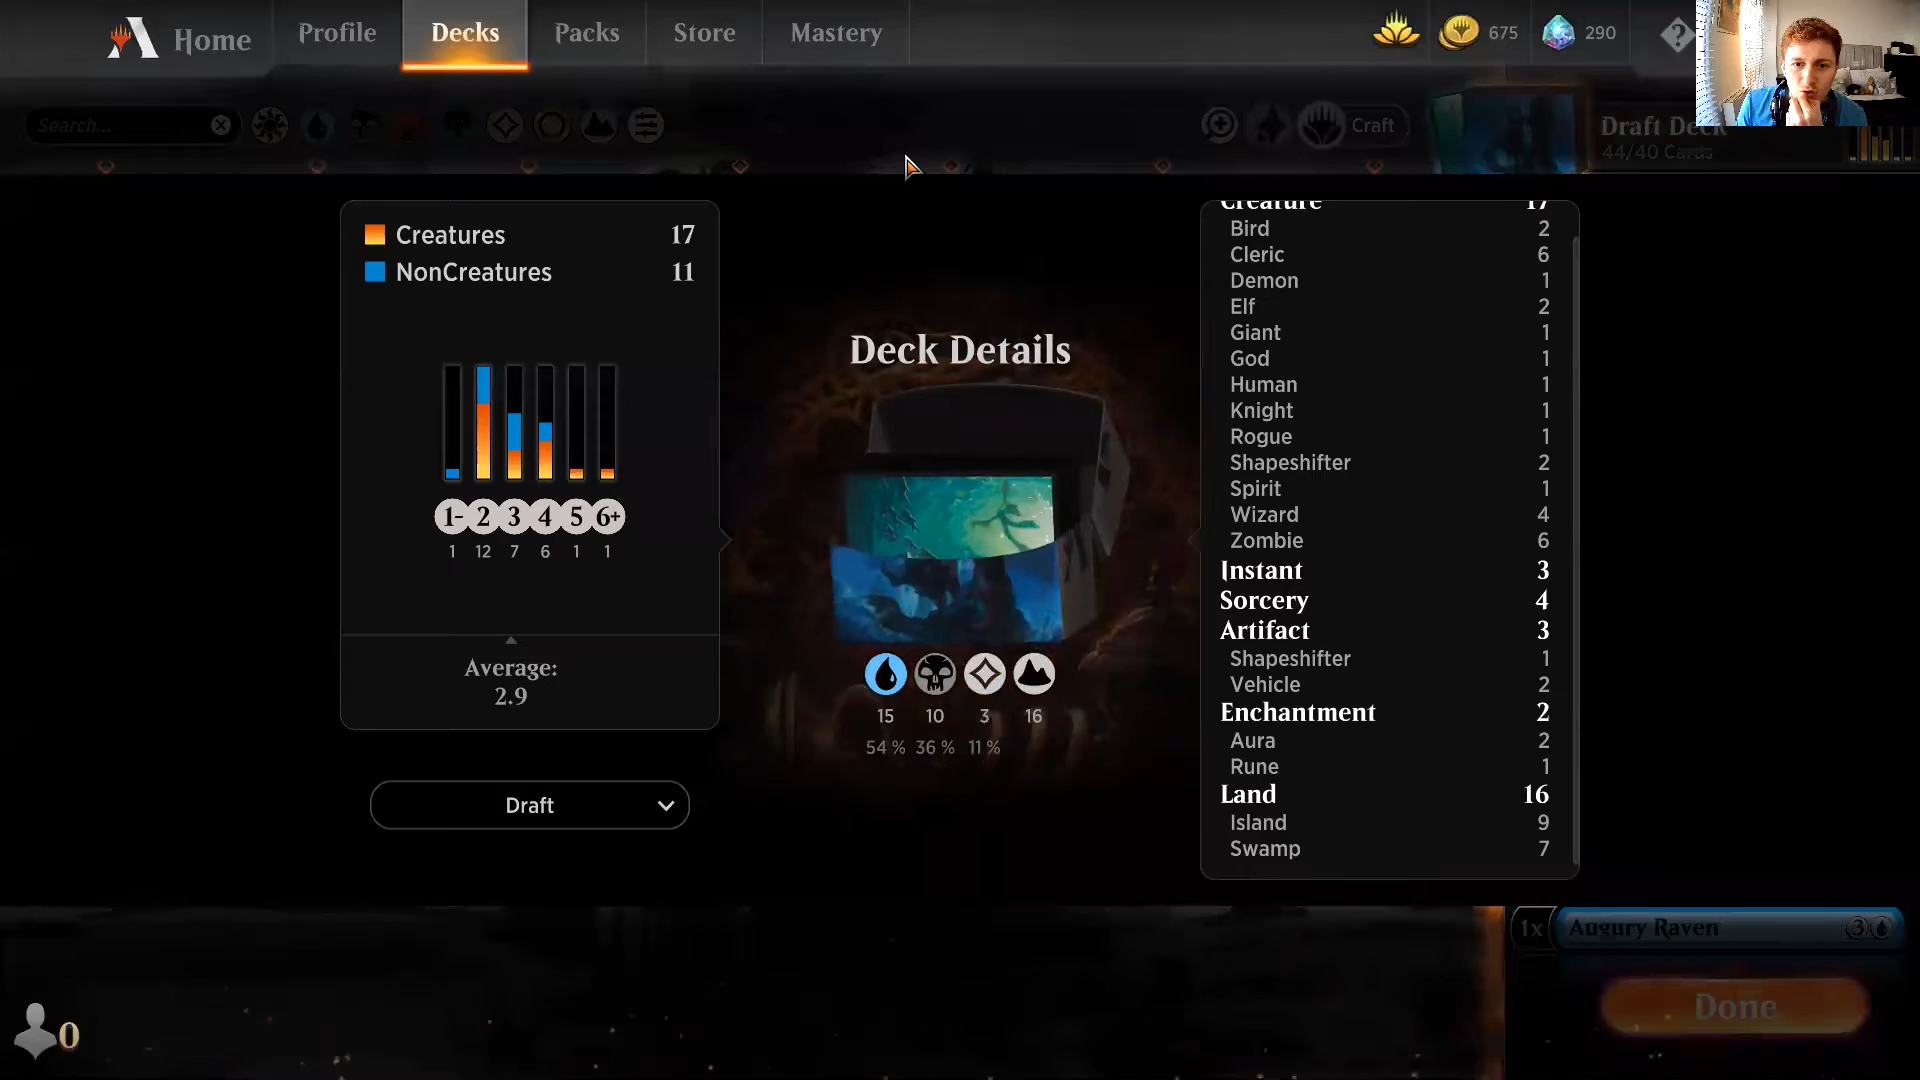 Home
Profile
Decks
Packs
Store
Mastery
675
290
Search...
Craft
Draft Deck
44/40 Cards
Creatures 17
NonCreatures 11
1- 2 3 4 5 6+
1 12 7 6 1 1
Average:
2.9
Draft
Deck Details
15 10 3 16
54 % 36 % 11 %
Creature 17
Bird 2
Cleric 6
Demon 1
Elf 2
Giant 1
God 1
Human 1
Knight 1
Rogue 1
Shapeshifter 2
Spirit 1
Wizard 4
Zombie 6
Instant 3
Sorcery 4
Artifact 3
Shapeshifter 1
Vehicle 2
Enchantment 2
Aura 2
Rune 1
Land 16
Island 9
Swamp 7
1x Augury Raven 3
Done
0